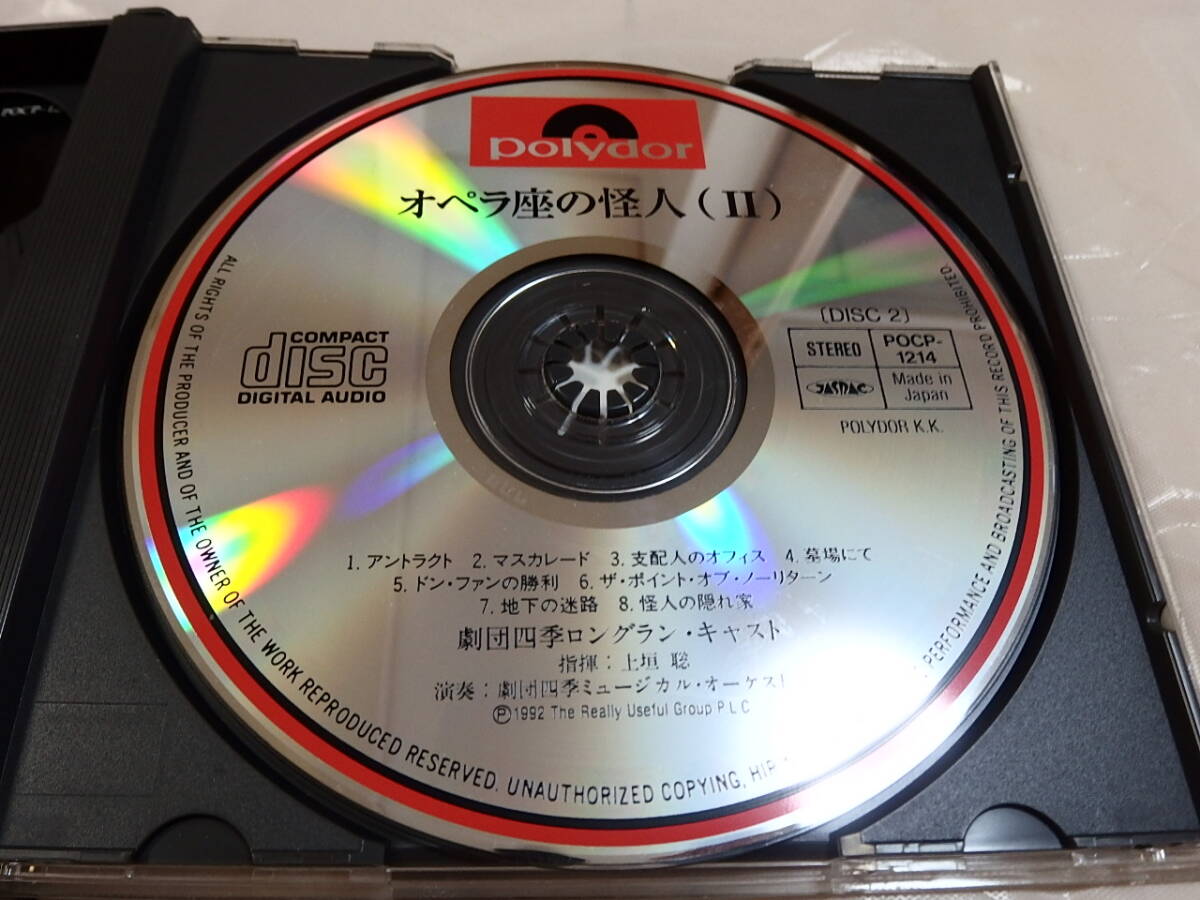 polydor
オペラ座の怪人(II)
COMPACT
disc
DIGITAL AUDIO
[DISC 2]
STEREO
POCP-
1214
JASRAC
Made in
Japan
POLYDOR K.K.
1. アントラクト 2. マスカレード 3. 支配人のオフィス 4. 墓場にて
5. ドン・ファンの勝利 6. ザ・ポイント・オブ・ノーリターン
7. 地下の迷路 8. 怪人の隠れ家
劇団四季ロングラン・キャスト
指揮：上垣 聡
演奏：劇団四季ミュージカル・オーケスト
Ⓟ1992 The Really Useful Group PLC
ALL RIGHTS OF THE PRODUCER AND OF THE OWNER OF THE WORK REPRODUCED RESERVED. UNAUTHORIZED COPYING, PERFORMANCE AND BROADCASTING OF THIS RECORD PROHIBITED.